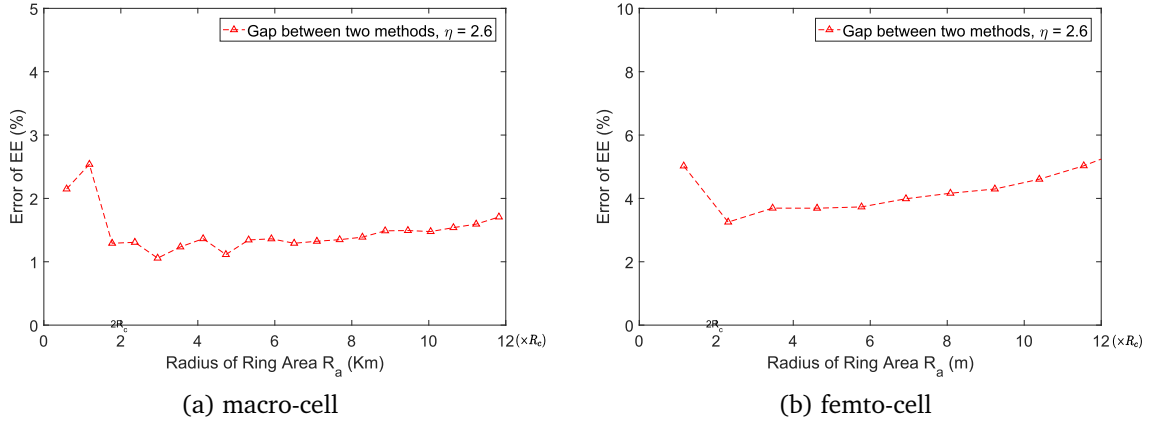 5
4
3
2
1
0
Error of EE (%)
Gap between two methods, η = 2.6
2R_c
0 2 4 6 8 10 12 (×R_c)
Radius of Ring Area R_a (Km)
(a) macro-cell
10
8
6
4
2
0
Error of EE (%)
Gap between two methods, η = 2.6
2R_c
0 2 4 6 8 10 12 (×R_c)
Radius of Ring Area R_a (m)
(b) femto-cell